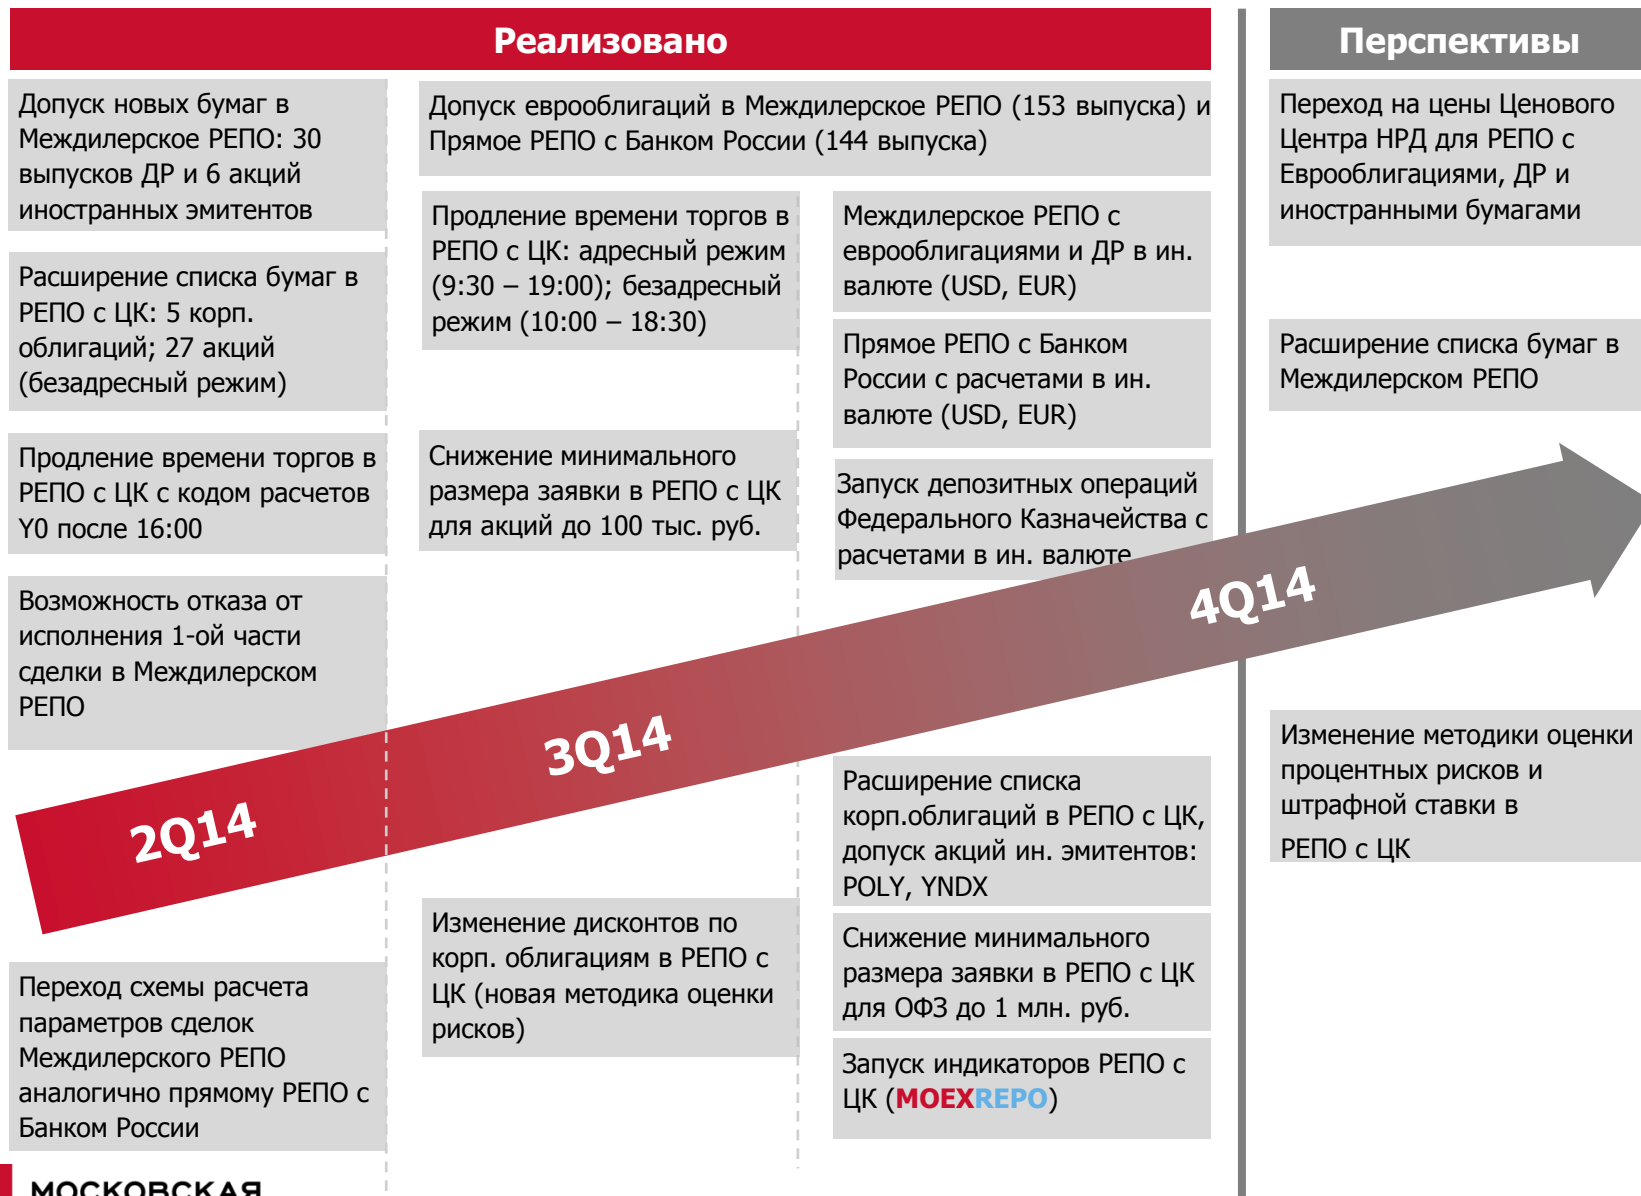 Реализовано
Перспективы
Допуск новых бумаг в
Междилерское РЕПО: 30
выпусков ДР и 6 акций
иностранных эмитентов
Расширение списка бумаг в
РЕПО с ЦК: 5 корп.
облигаций; 27 акций
(безадресный режим)
Продление времени торгов в
РЕПО с ЦК с кодом расчетов
Y0 после 16:00
Возможность отказа от
исполнения 1-ой части
сделки в Междилерском
РЕПО
2Q14
Переход схемы расчета
параметров сделок
Междилерского РЕПО
аналогично прямому РЕПО с
Банком России
Допуск еврооблигаций в Междилерское РЕПО (153 выпуска) и
Прямое РЕПО с Банком России (144 выпуска)
Продление времени торгов в
РЕПО с ЦК: адресный режим
(9:30 – 19:00); безадресный
режим (10:00 – 18:30)
Снижение минимального
размера заявки в РЕПО с ЦК
для акций до 100 тыс. руб.
3Q14
Изменение дисконтов по
корп. облигациям в РЕПО с
ЦК (новая методика оценки
рисков)
Междилерское РЕПО с
еврооблигациями и ДР в ин.
валюте (USD, EUR)
Прямое РЕПО с Банком
России с расчетами в ин.
валюте (USD, EUR)
Запуск депозитных операций
Федерального Казначейства с
расчетами в ин. валюте
4Q14
Расширение списка
корп.облигаций в РЕПО с ЦК,
допуск акций ин. эмитентов:
POLY, YNDX
Снижение минимального
размера заявки в РЕПО с ЦК
для ОФЗ до 1 млн. руб.
Запуск индикаторов РЕПО с
ЦК (MOEXREPO)
Переход на цены Ценового
Центра НРД для РЕПО с
Еврооблигациями, ДР и
иностранными бумагами
Расширение списка бумаг в
Междилерском РЕПО
Изменение методики оценки
процентных рисков и
штрафной ставки в
РЕПО с ЦК
МОСКОВСКАЯ